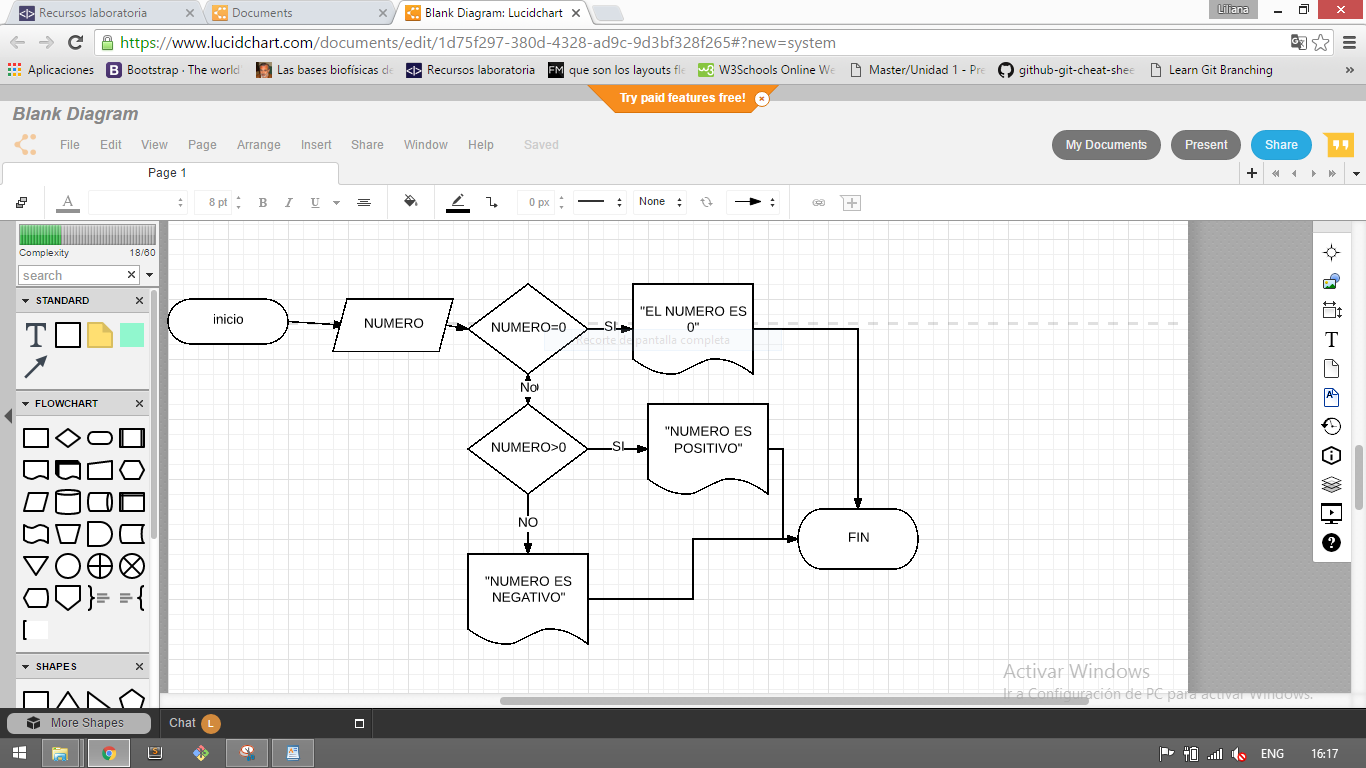 Recursos laboratoria
Documents
Blank Diagram: Lucidchart
Liliana
https://www.lucidchart.com/documents/edit/1d75f297-380d-4328-ad9c-9d3bf328f265#?new=system
Aplicaciones
Bootstrap · The world
Las bases biofísicas de
Recursos laboratoria
FM
que son los layouts fle
W3Schools Online We
Master/Unidad 1 - Pre
github-git-cheat-shee
Learn Git Branching
»
Try paid features free!
Blank Diagram
File Edit View Page Arrange Insert Share Window Help Saved
My Documents Present Share
Page 1
A 8 pt B I U 0 px None
Complexity 18/60
search
STANDARD
T
FLOWCHART
SHAPES
inicio
NUMERO
NUMERO=0
SI
"EL NUMERO ES
0"
Recorte de pantalla completa
No
NUMERO>0
SI
"NUMERO ES
POSITIVO"
NO
FIN
"NUMERO ES
NEGATIVO"
T
A
Activar Windows
Ir a Configuración de PC para activar Windows.
More Shapes
Chat L
ENG 16:17